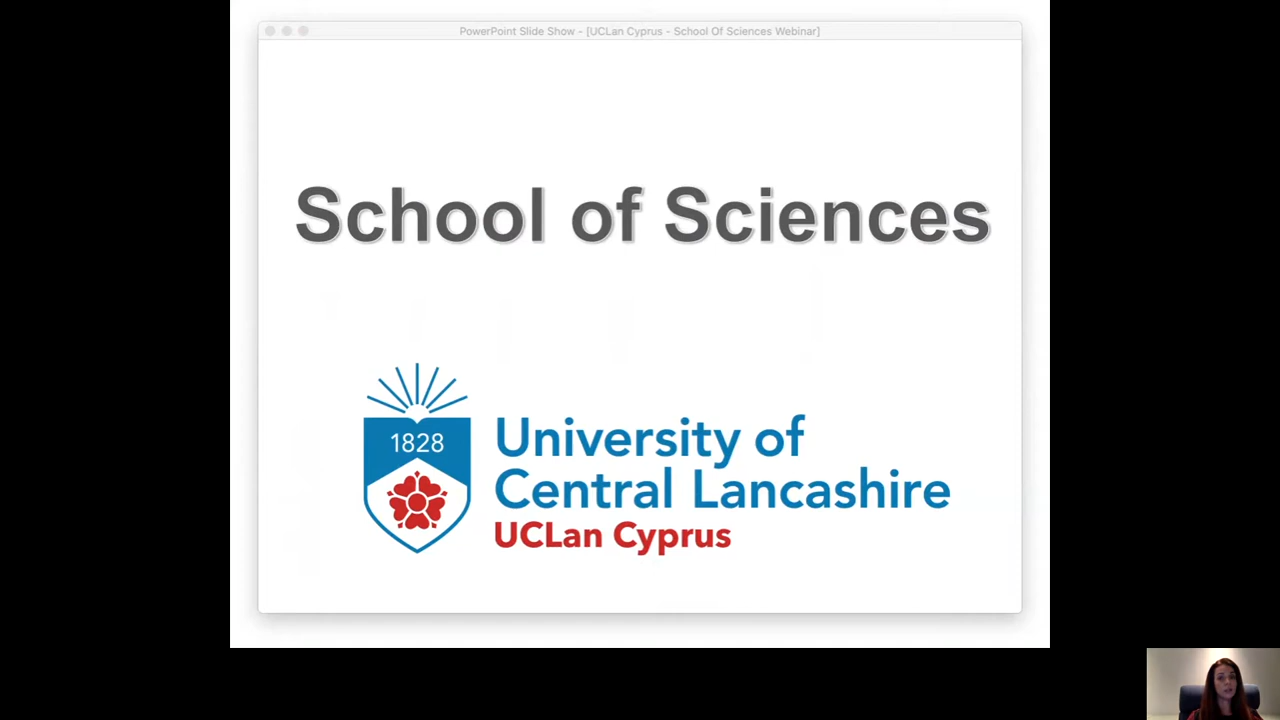 PowerPoint Slide Show - [UCLan Cyprus - School Of Sciences Webinar]
School of Sciences
1828
University of
Central Lancashire
UCLan Cyprus